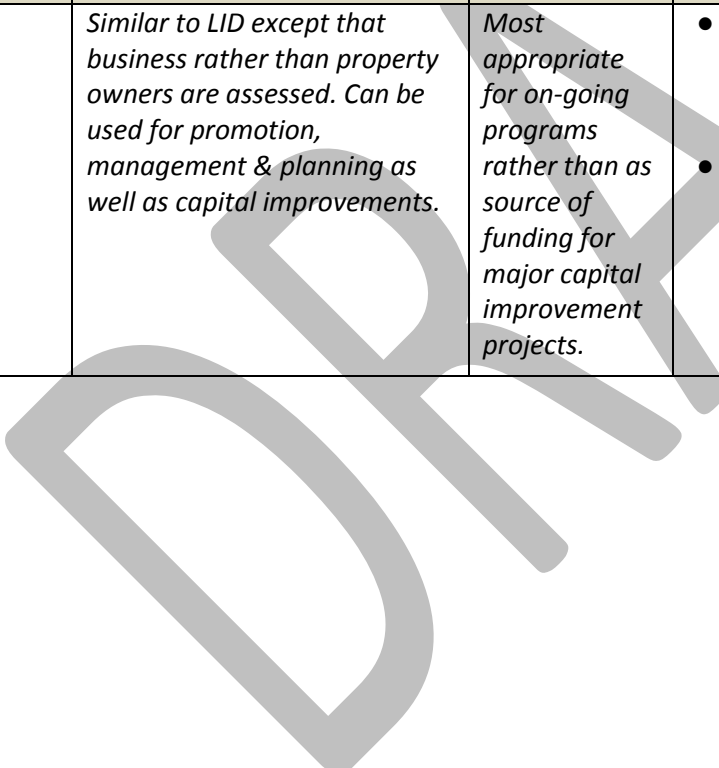 Similar to LID except that
business rather than property
owners are assessed. Can be
used for promotion,
management & planning as
well as capital improvements.
Most
appropriate
for on-going
programs
rather than as
source of
funding for
major capital
improvement
projects.
•
•
DRA